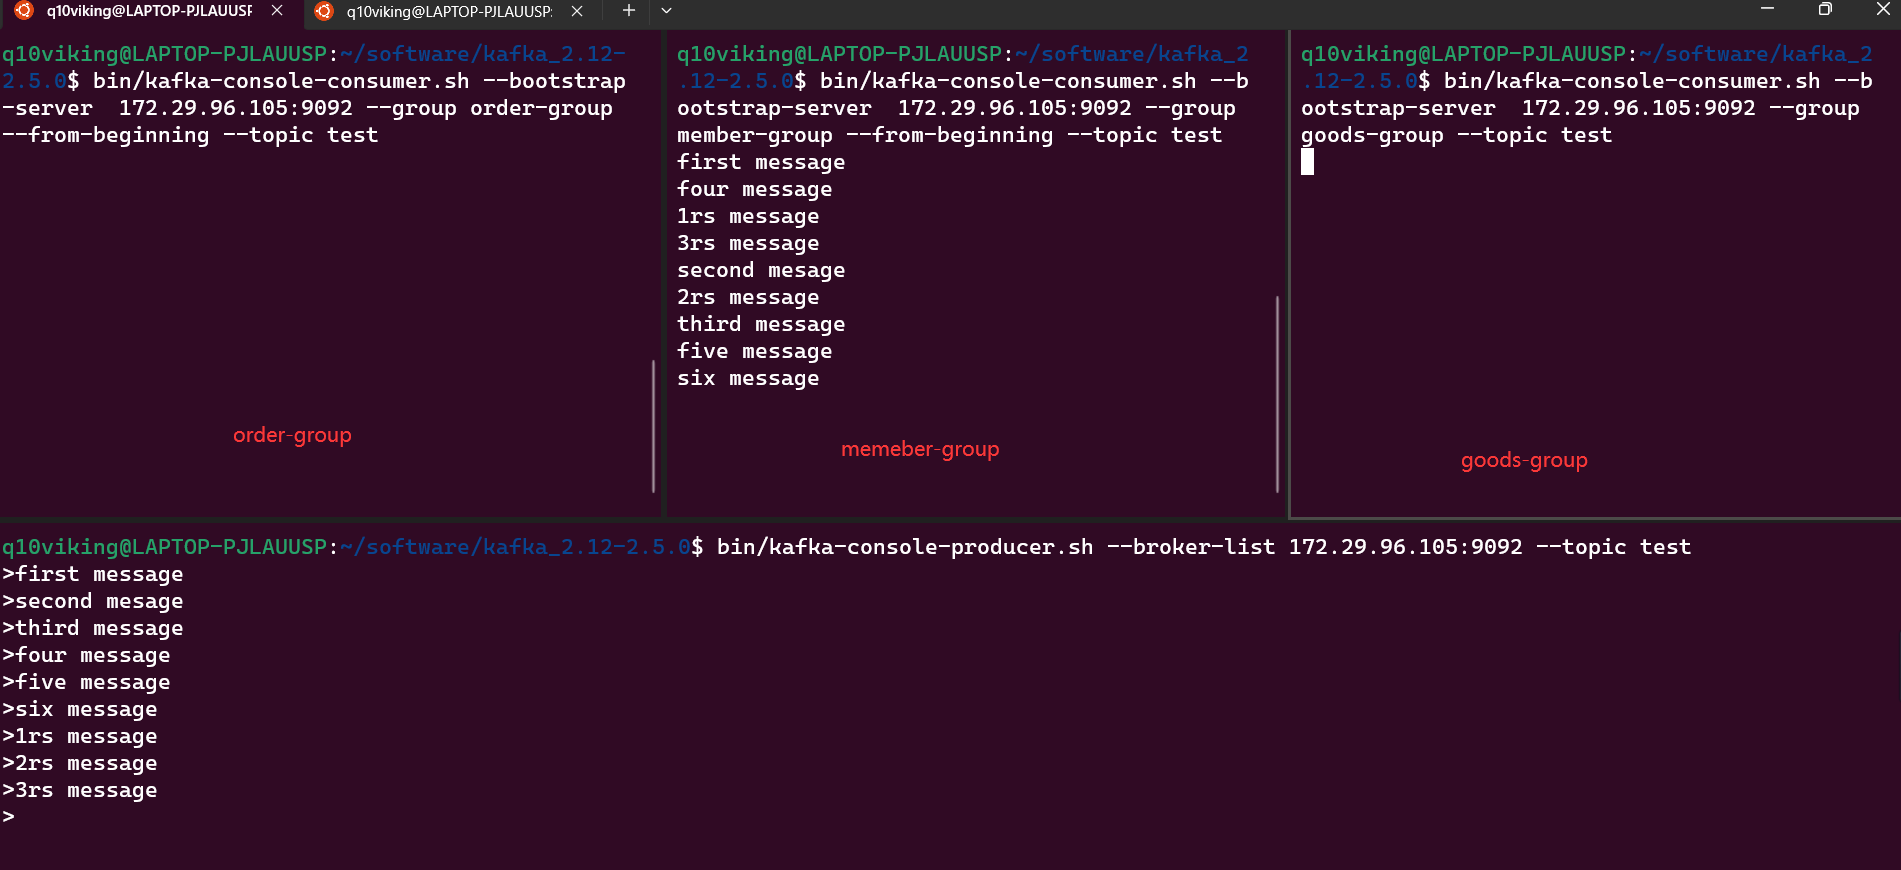 q10viking@LAPTOP-PJLAUUSP
q10viking@LAPTOP-PJLAUUSP:
q10viking@LAPTOP-PJLAUUSP:~/software/kafka_2.12-
2.5.0$ bin/kafka-console-consumer.sh --bootstrap
-server  172.29.96.105:9092 --group order-group
--from-beginning --topic test
order-group
q10viking@LAPTOP-PJLAUUSP:~/software/kafka_2
.12-2.5.0$ bin/kafka-console-consumer.sh --b
ootstrap-server  172.29.96.105:9092 --group
member-group --from-beginning --topic test
first message
four message
1rs message
3rs message
second mesage
2rs message
third message
five message
six message
memeber-group
q10viking@LAPTOP-PJLAUUSP:~/software/kafka_2
.12-2.5.0$ bin/kafka-console-consumer.sh --b
ootstrap-server  172.29.96.105:9092 --group
goods-group --topic test
goods-group
q10viking@LAPTOP-PJLAUUSP:~/software/kafka_2.12-2.5.0$ bin/kafka-console-producer.sh --broker-list 172.29.96.105:9092 --topic test
>first message
>second mesage
>third message
>four message
>five message
>six message
>1rs message
>2rs message
>3rs message
>